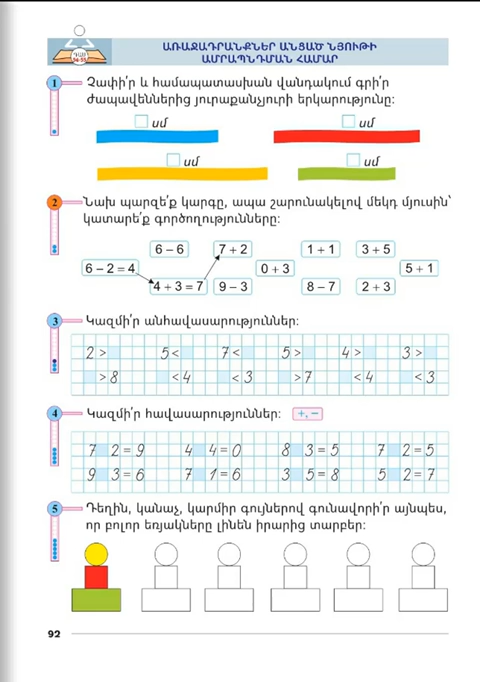 ԴԱՍ
94-95
ԱՌԱՋԱԴՐԱՆՔՆԵՐ ԱՆՑԱԾ ՆՅՈՒԹԻ
ԱՄՐԱՊՆԴՄԱՆ ՀԱՄԱՐ
1 Չափի՛ր և համապատասխան վանդակում գրի՛ր
ժապավեններից յուրաքանչյուրի երկարությունը:
սմ սմ
սմ սմ
2 Նախ պարզե՛ք կարգը, ապա շարունակելով մեկդ մյուսին՝
կատարե՛ք գործողությունները:
6 – 6 7 + 2 1 + 1 3 + 5
6 – 2 = 4 0 + 3 5 + 1
4 + 3 = 7 9 – 3 8 – 7 2 + 3
3 Կազմի՛ր անհավասարություններ:
2 > 5 < 7 < 5 > 4 > 3 >
> 8 < 4 < 3 > 7 < 4 < 3
4 Կազմի՛ր հավասարություններ: +, –
7 2 = 9 4 4 = 0 8 3 = 5 7 2 = 5
9 3 = 6 7 1 = 6 3 5 = 8 5 2 = 7
5 Դեղին, կանաչ, կարմիր գույներով գունավորի՛ր այնպես,
որ բոլոր եռյակները լինեն իրարից տարբեր:
92